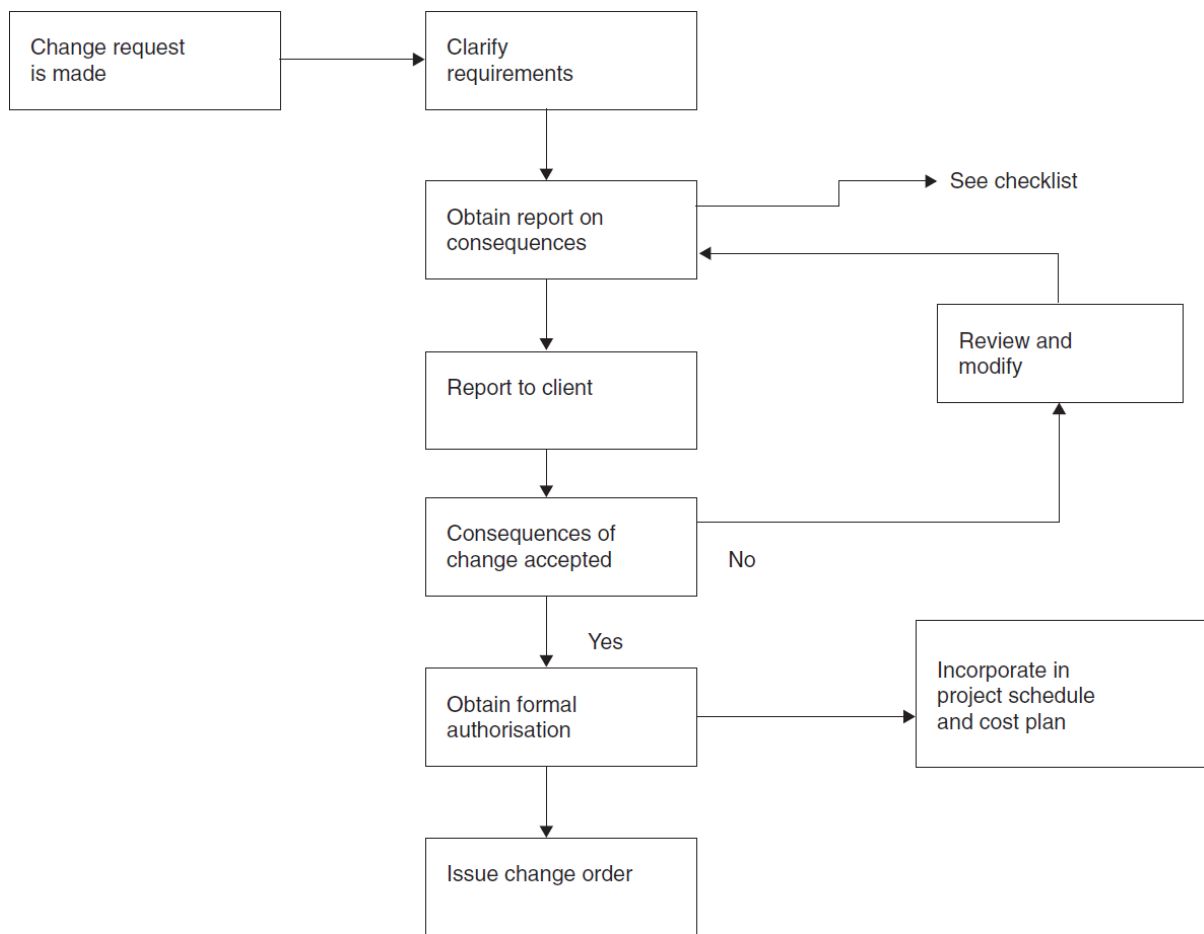 Change request
is made
Clarify
requirements
See checklist
Obtain report on
consequences
Review and
modify
Report to client
Consequences of
change accepted
No
Yes
Incorporate in
project schedule
and cost plan
Obtain formal
authorisation
Issue change order